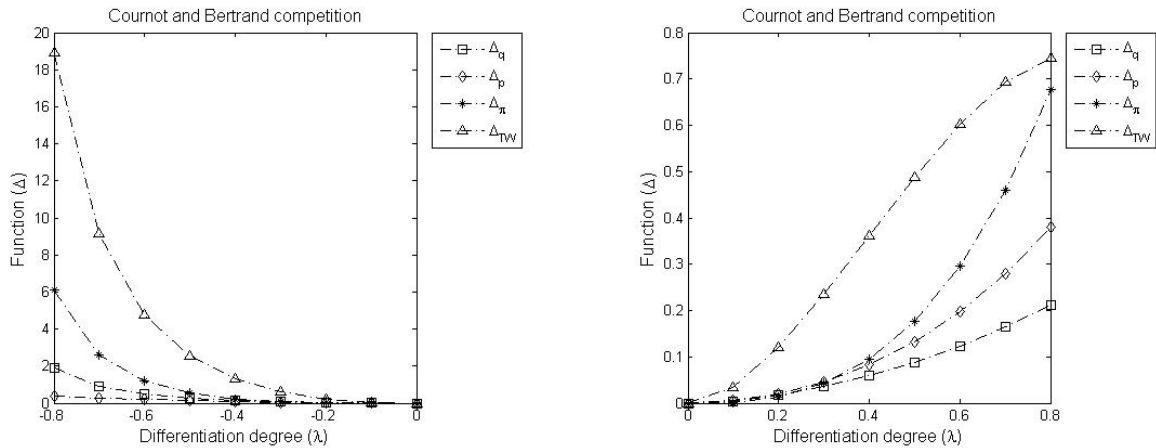 Cournot and Bertrand competition
20
18
16
14
12
10
8
6
4
2
0
Function (Δ)
-0.8
-0.6
-0.4
-0.2
0
Differentiation degree (λ)
Δq
Δp
Δπ
ΔTW
Cournot and Bertrand competition
0.8
0.7
0.6
0.5
0.4
0.3
0.2
0.1
0
Function (Δ)
0
0.2
0.4
0.6
0.8
Differentiation degree (λ)
Δq
Δp
Δπ
ΔTW